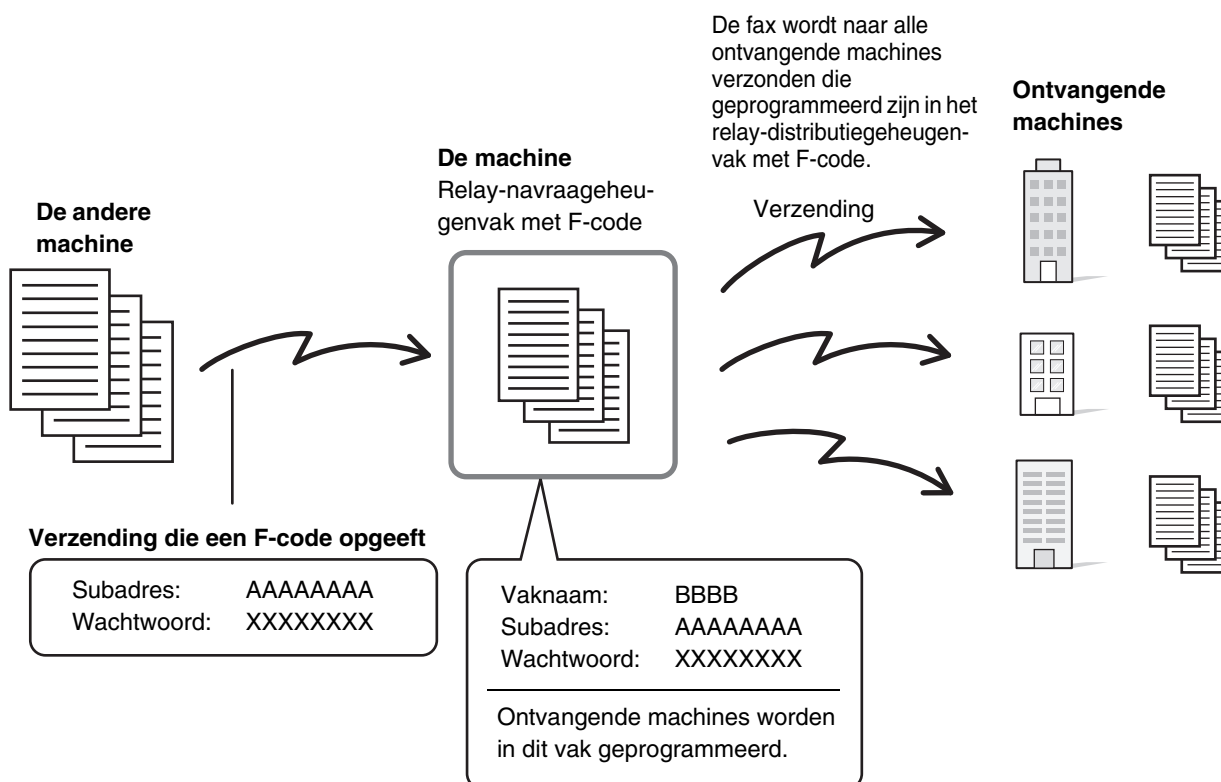 De fax wordt naar alle
ontvangende machines
verzonden die
geprogrammeerd zijn in het
relay-distributiegeheugen-
vak met F-code.
Ontvangende
machines
De machine
Relay-navraageheu-
genvak met F-code
Verzending
De andere
machine
Verzending die een F-code opgeeft
Subadres: AAAAAAAA
Wachtwoord: XXXXXXXX
Vaknaam: BBBB
Subadres: AAAAAAAA
Wachtwoord: XXXXXXXX
Ontvangende machines worden
in dit vak geprogrammeerd.